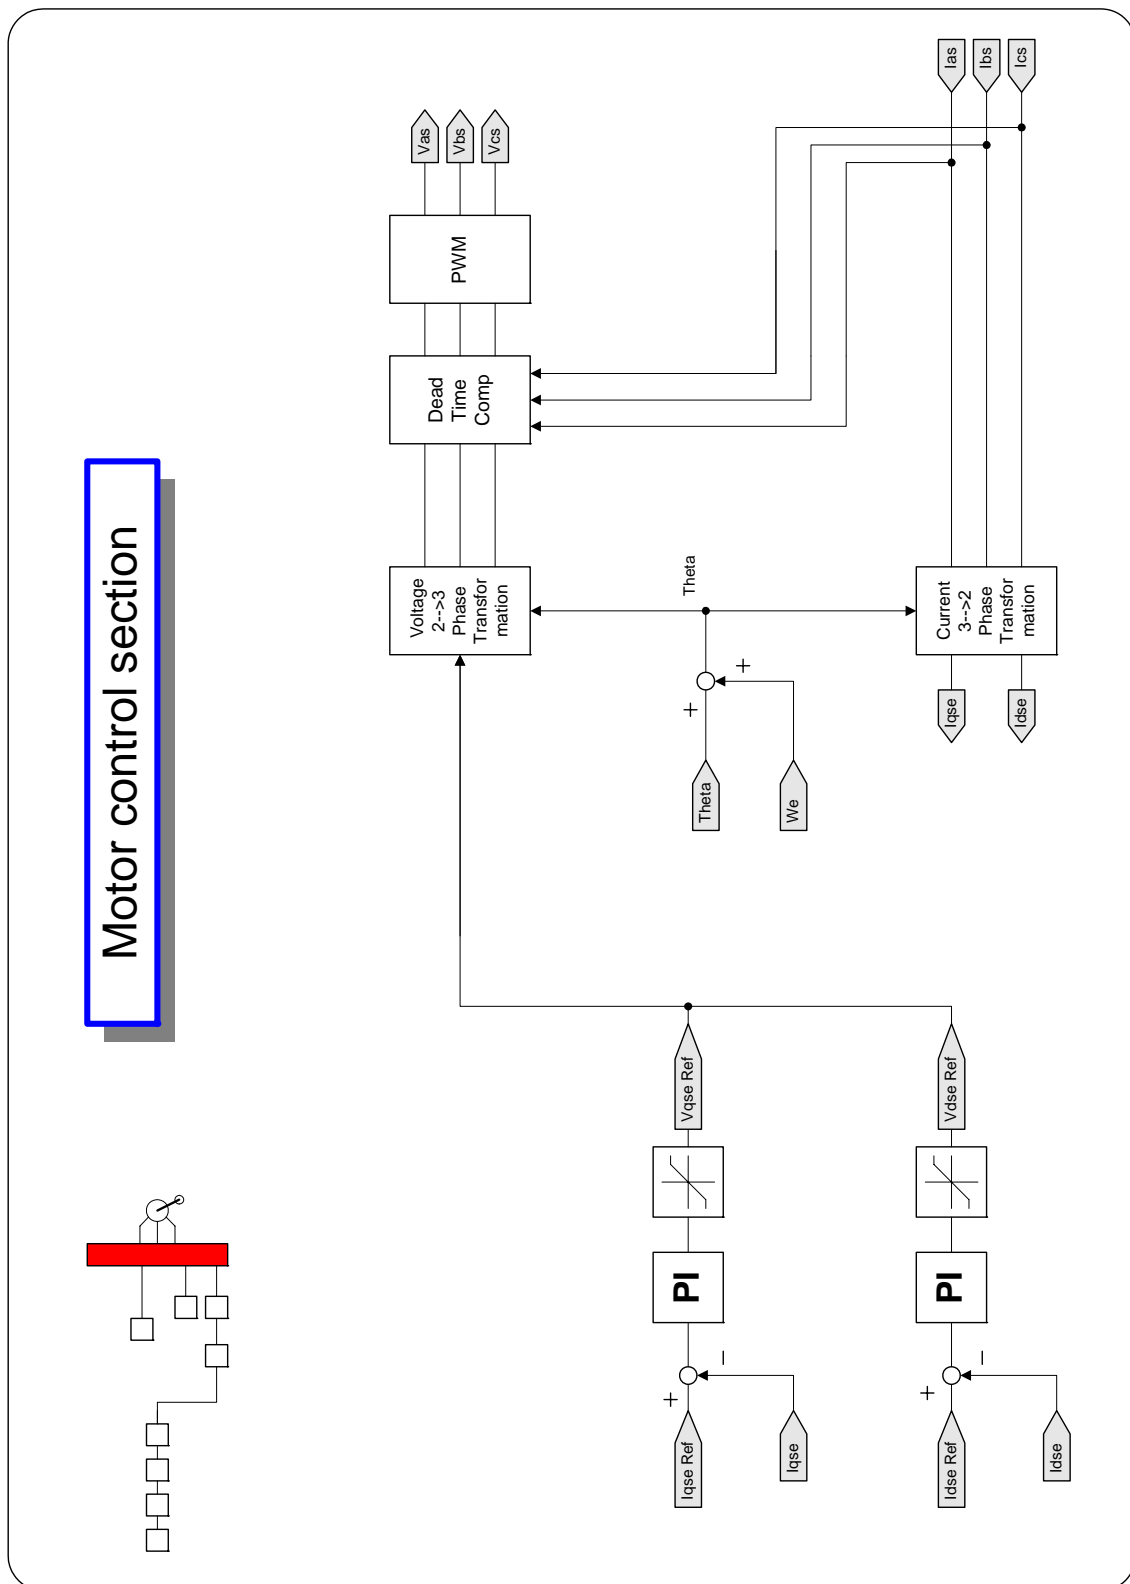 Motor control section
Iqse Ref
+
Iqse
−
PI
Vqse Ref
Idse Ref
+
Idse
−
PI
Vdse Ref
Voltage
2-->3
Phase
Transfor
mation
Dead
Time
Comp
PWM
Vas
Vbs
Vcs
Theta
+
We
+
Theta
Iqse
Idse
Current
3-->2
Phase
Transfor
mation
Ias
Ibs
Ics